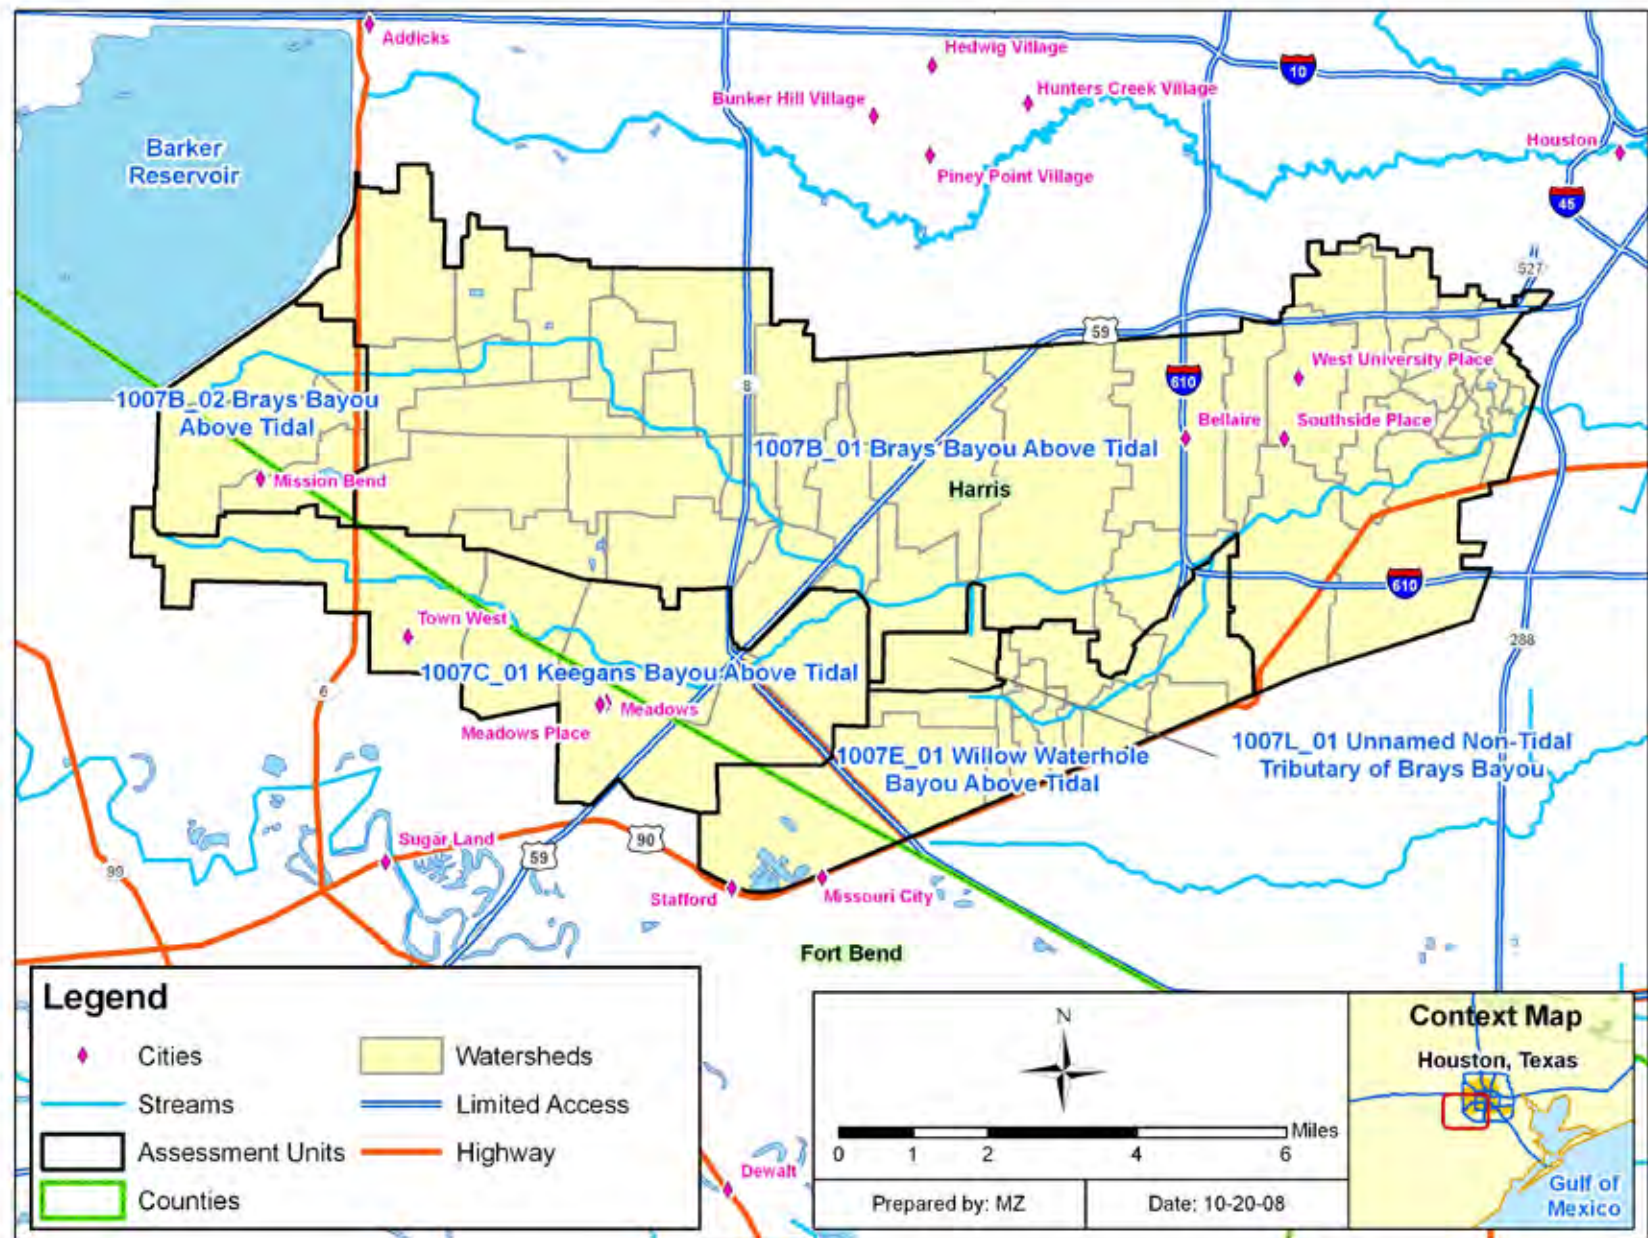 Addicks
Hedwig Village
10
Bunker Hill Village
Hunters Creek Village
Houston
Barker
Reservoir
Piney Point Village
45
527
59
West University Place
610
8
1007B_02 Brays Bayou
Above Tidal
Bellaire
Southside Place
1007B_01 Brays Bayou Above Tidal
Mission Bend
Harris
610
Town West
288
1007C_01 Keegans Bayou Above Tidal
6
Meadows
Meadows Place
1007E_01 Willow Waterhole
Bayou Above Tidal
1007L_01 Unnamed Non-Tidal
Tributary of Brays Bayou
Sugar Land
90
59
99
Stafford
Missouri City
Fort Bend
Legend
Cities
Watersheds
Streams
Limited Access
Assessment Units
Highway
Counties
Dewalt
N
Miles
0 1 2 4 6
Prepared by: MZ
Date: 10-20-08
Context Map
Houston, Texas
Gulf of
Mexico